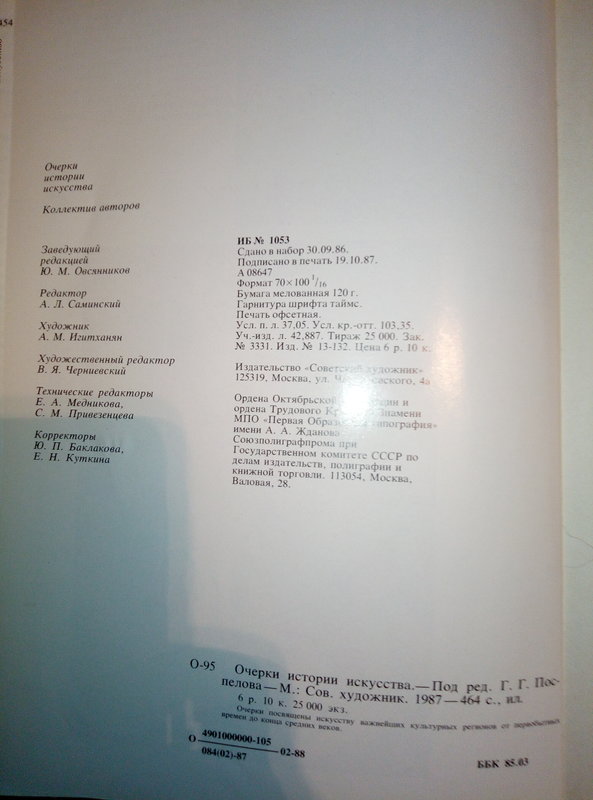 454
Очерки
истории
искусства
Коллектив авторов
Заведующий
редакцией
Ю. М. Овсянников
Редактор
А. Л. Саминский
Художник
А. М. Игитханян
Художественный редактор
В. Я. Черниевский
Технические редакторы
Е. А. Медникова,
С. М. Привезенцева
Корректоры
Ю. П. Баклакова,
Е. Н. Куткина
ИБ № 1053
Сдано в набор 30.09.86.
Подписано в печать 19.10.87.
А 08647
Формат 70×100 1/16
Бумага мелованная 120 г.
Гарнитура шрифта таймс.
Печать офсетная.
Усл. п. л. 37,05. Усл. кр.-отт. 103,35.
Уч.-изд. л. 42,887. Тираж 25 000. Зак.
№ 3331. Изд. № 13-132. Цена 6 р. 10 к.
Издательство «Советский художник»
125319, Москва, ул. 4а
Ордена Октябрьской и
ордена Трудового Знамени
МПО «Первая типография»
имени А. А. Жданова
Союзполиграфпрома при
Государственном комитете СССР по
делам издательств, полиграфии и
книжной торговли. 113054, Москва,
Валовая, 28.
О-95 Очерки истории искусства.— Под ред. Г. Г. Пос-
пелова — М.: Сов. художник. 1987 — 464 с., ил.
6 р. 10 к. 25 000 экз.
Очерки посвящены искусству важнейших культурных регионов от первобытных
времен до конца средних веков.
О 4901000000-105
084(02)-87 02-88
ББК 85.03